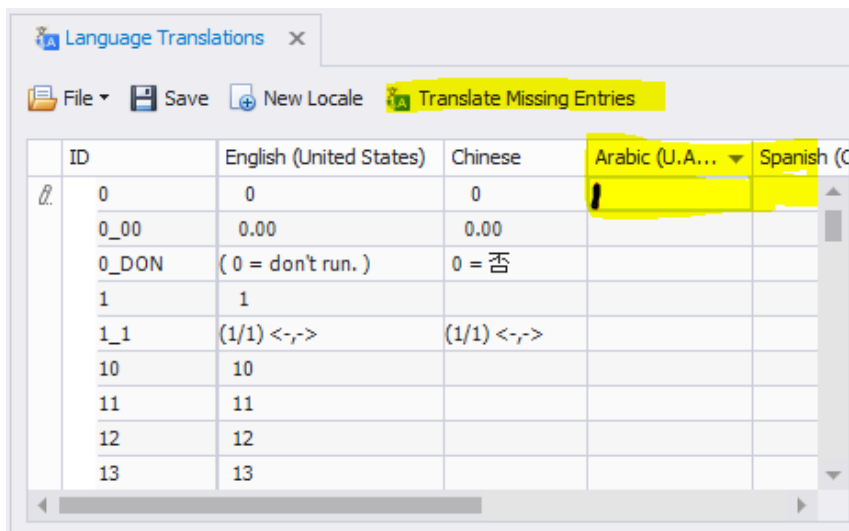 Language Translations
File Save New Locale Translate Missing Entries
ID English (United States) Chinese Arabic (U.A... Spanish (C
0 0 0
0_00 0.00 0.00
0_DON ( 0 = don't run. ) 0 = 否
1 1
1_1 (1/1) <-,-> (1/1) <-,->
10 10
11 11
12 12
13 13